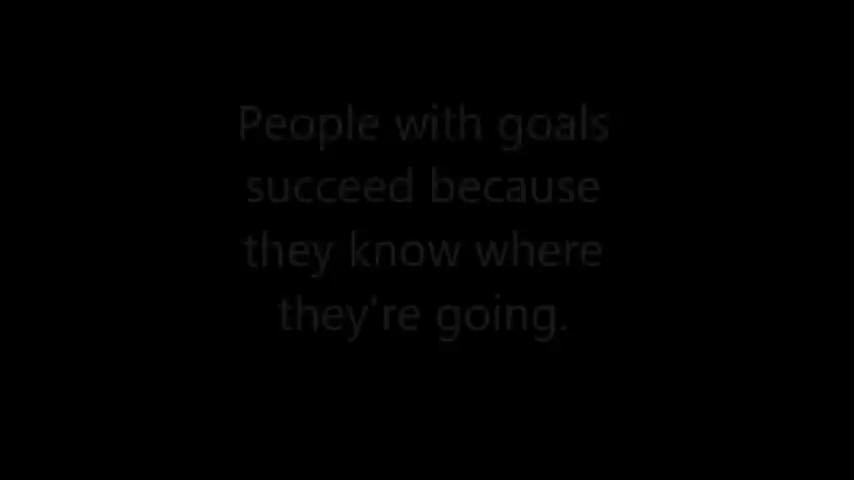 People with goals
succeed because
they know where
they're going.